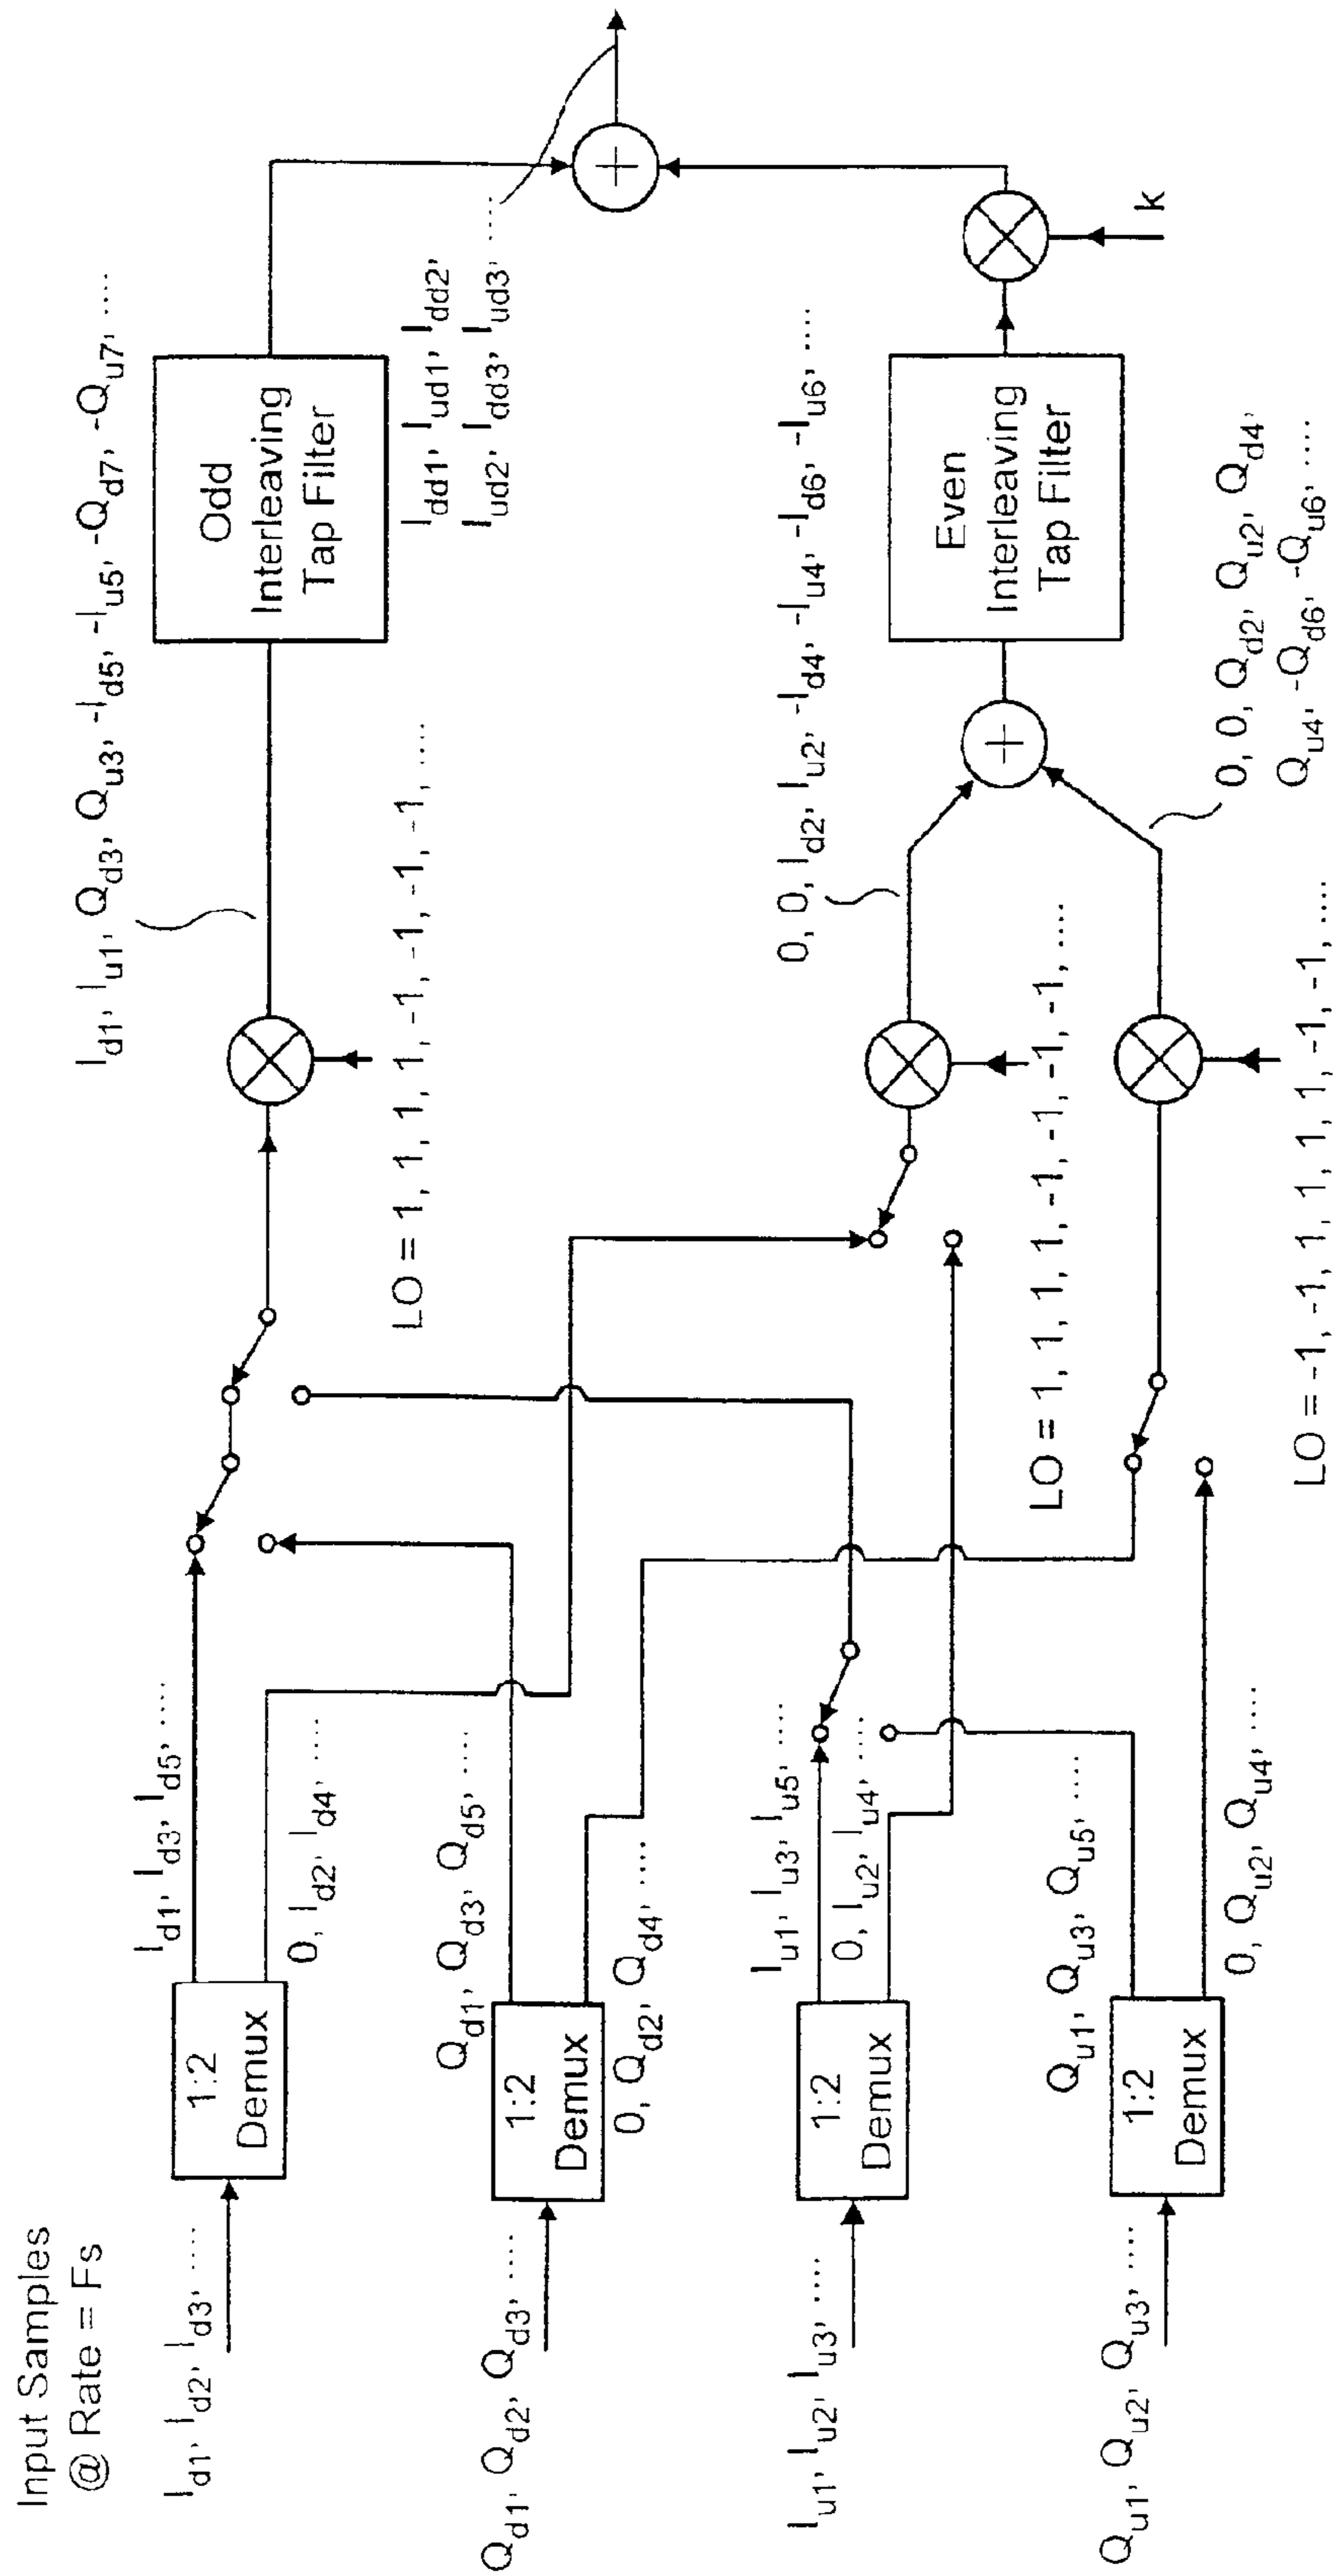 Input Samples
@ Rate = Fs
I_d1, I_d2, I_d3, .....
1:2
Demux
I_d1, I_d3, I_d5, ....
0, I_d2, I_d4, ....
LO = 1, 1, 1, 1, -1, -1, -1, -1, ....
I_d1, I_u1, Q_d3, Q_u3, -I_d5, -I_u5, -Q_d7, -Q_u7, ....
Odd
Interleaving
Tap Filter
I_dd1, I_ud1, I_dd2,
I_ud2, I_dd3, I_ud3, ....
Q_d1, Q_d2, Q_d3, ....
1:2
Demux
Q_d1, Q_d3, Q_d5, ....
0, Q_d2, Q_d4, ....
I_u1, I_u2, I_u3, .....
1:2
Demux
I_u1, I_u3, I_u5, ....
0, I_u2, I_u4, ....
0, 0, I_d2, I_u2, -I_d4, -I_u4, -I_d6, -I_u6, ....
LO = 1, 1, 1, 1, -1, -1, -1, -1, ....
Even
Interleaving
Tap Filter
k
Q_u1, Q_u2, Q_u3, ....
1:2
Demux
Q_u1, Q_u3, Q_u5, ....
0, Q_u2, Q_u4, ....
0, 0, Q_d2, Q_u2, Q_d4,
Q_u4, -Q_d6, -Q_u6, ....
LO = -1, -1, 1, 1, 1, 1, -1, -1, ....